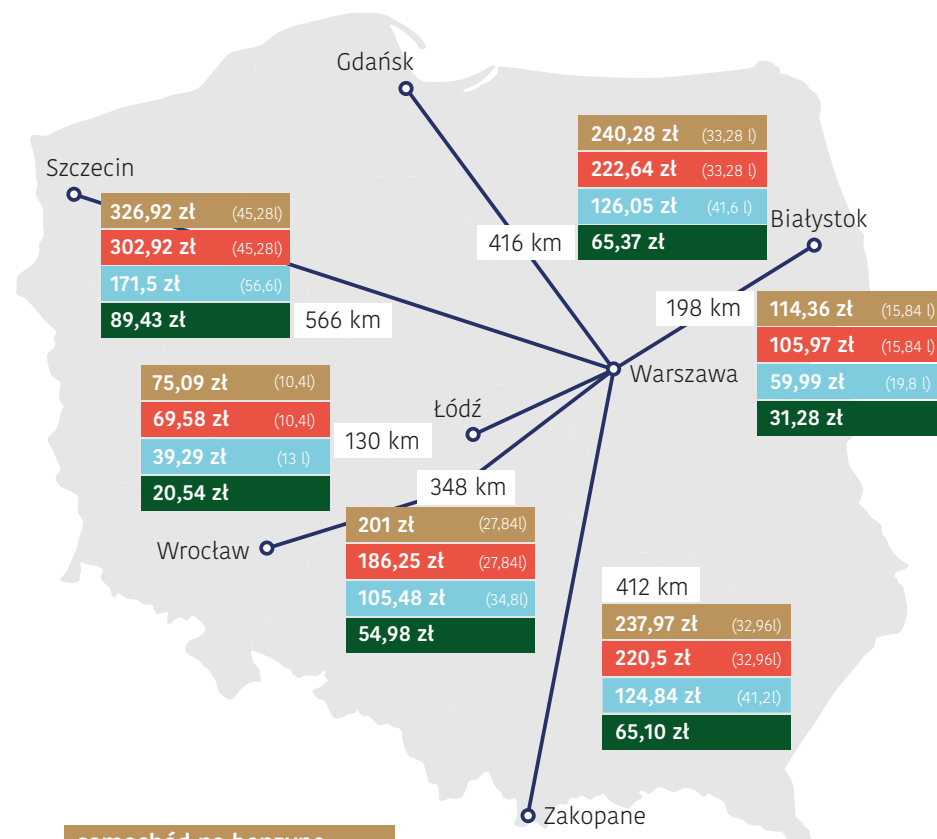 Gdańsk
240,28 zł (33,28 l)
222,64 zł (33,28 l)
126,05 zł (41,6 l)
65,37 zł
416 km
Szczecin
326,92 zł (45,28l)
302,92 zł (45,28l)
171,5 zł (56,6l)
89,43 zł
566 km
Białystok
198 km
114,36 zł (15,84 l)
105,97 zł (15,84 l)
59,99 zł (19,8 l)
31,28 zł
Warszawa
75,09 zł (10,4l)
69,58 zł (10,4l)
39,29 zł (13 l)
20,54 zł
Łódź
130 km
348 km
Wrocław
201 zł (27,84l)
186,25 zł (27,84l)
105,48 zł (34,8l)
54,98 zł
412 km
237,97 zł (32,96l)
220,5 zł (32,96l)
124,84 zł (41,2l)
65,10 zł
Zakopane
samochód na benzynę